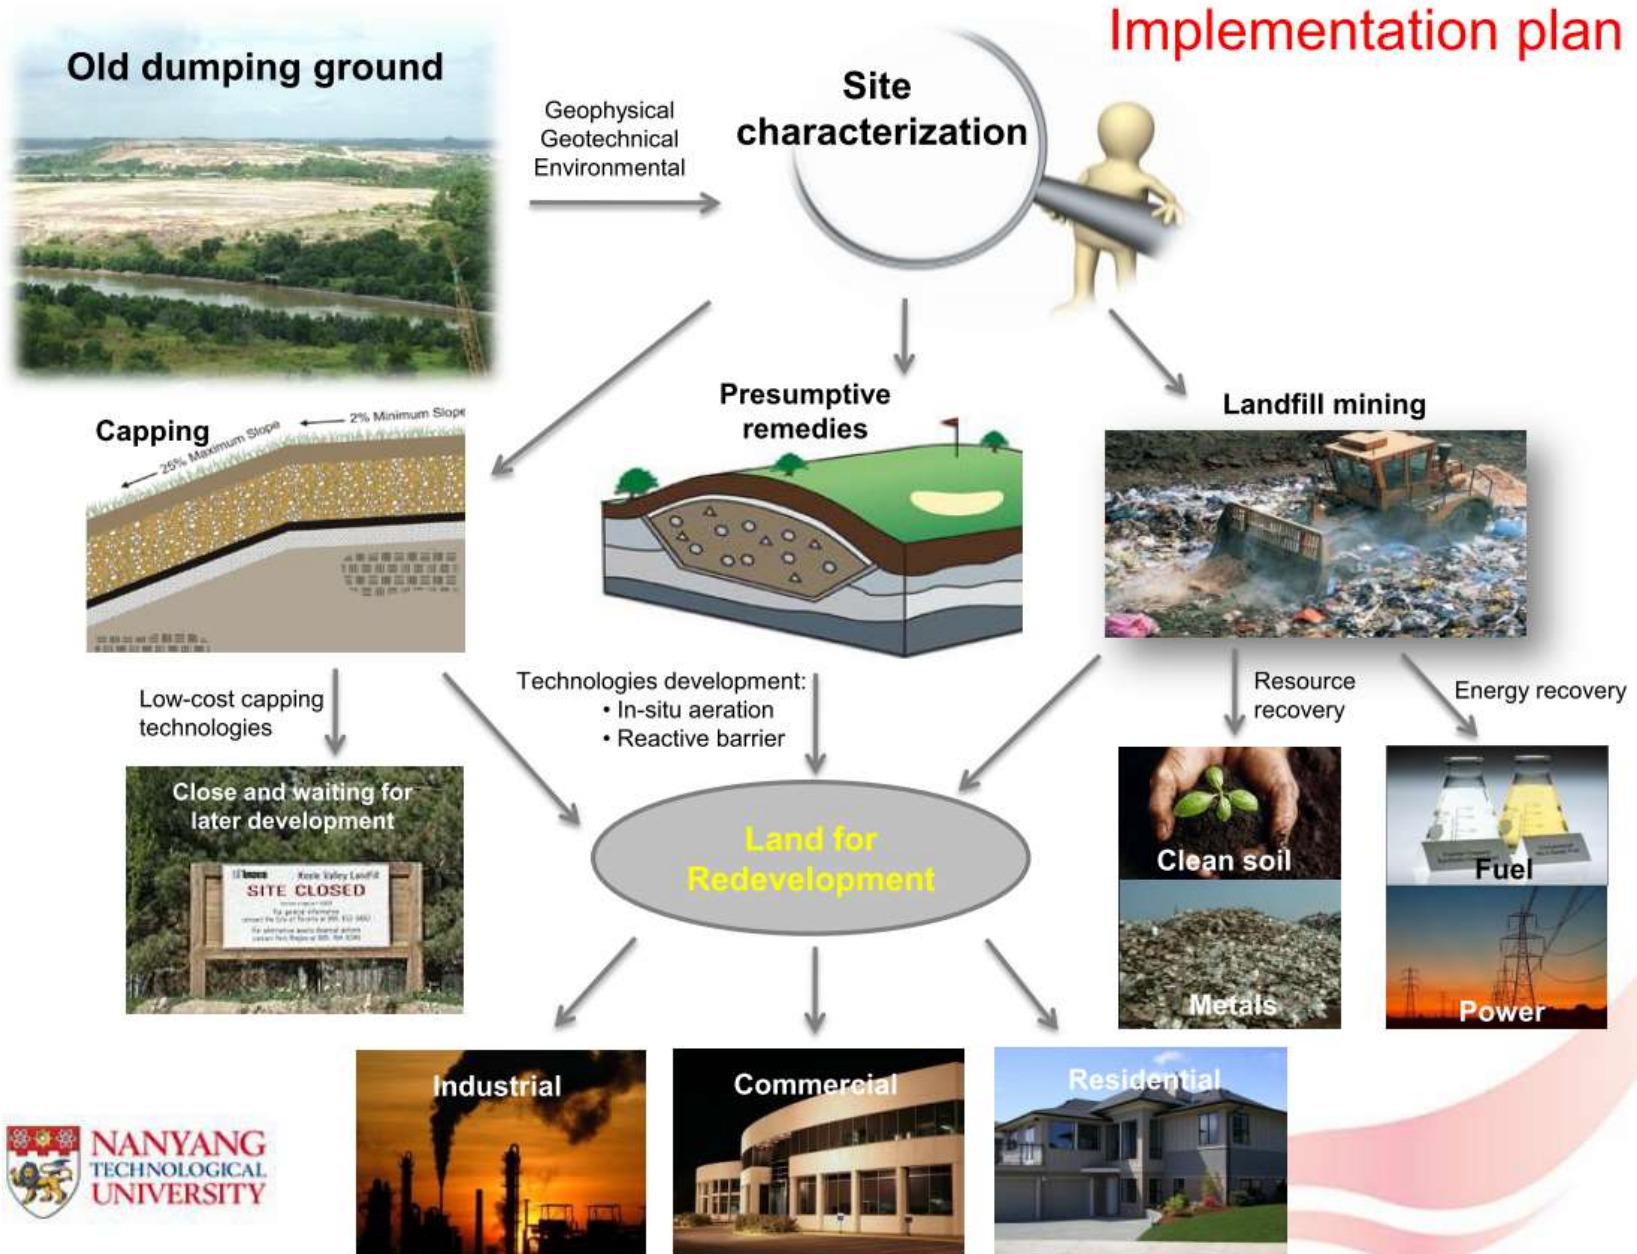 Implementation plan
Old dumping ground
Geophysical
Geotechnical
Environmental
Site
characterization
Capping
25% Maximum Slope
2% Minimum Slope
Presumptive
remedies
Landfill mining
Low-cost capping
technologies
Technologies development:
• In-situ aeration
• Reactive barrier
Resource
recovery
Energy recovery
Close and waiting for
later development
Keele Valley Landfill
SITE CLOSED
Land for
Redevelopment
Clean soil
Metals
Fuel
Power
Industrial
Commercial
Residential
NANYANG
TECHNOLOGICAL
UNIVERSITY